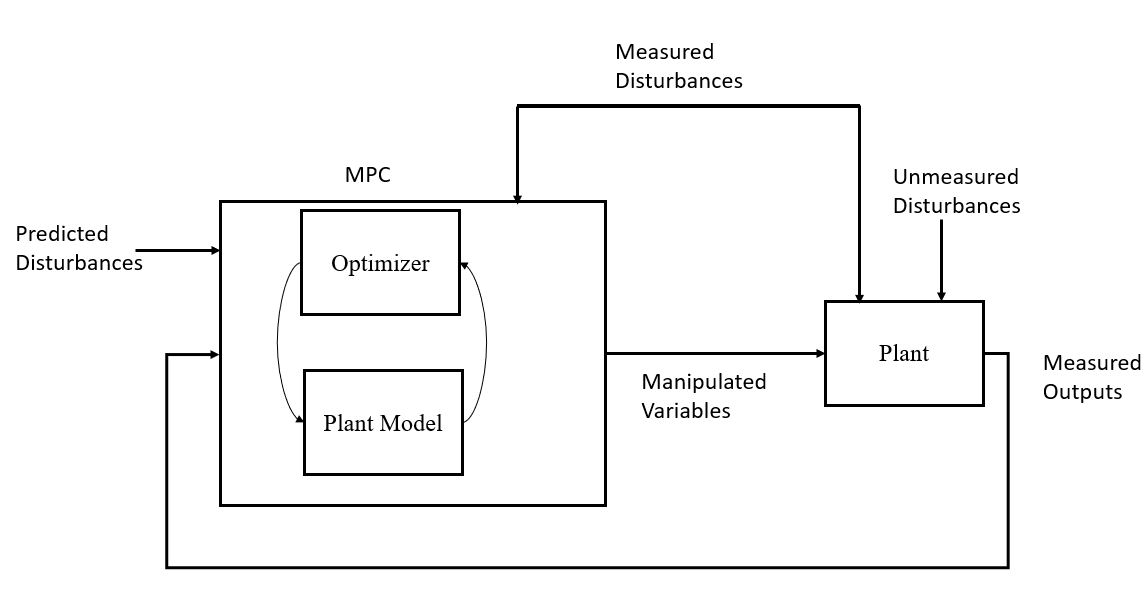 Measured
Disturbances
MPC
Unmeasured
Disturbances
Predicted
Disturbances
Optimizer
Plant
Measured
Outputs
Manipulated
Variables
Plant Model